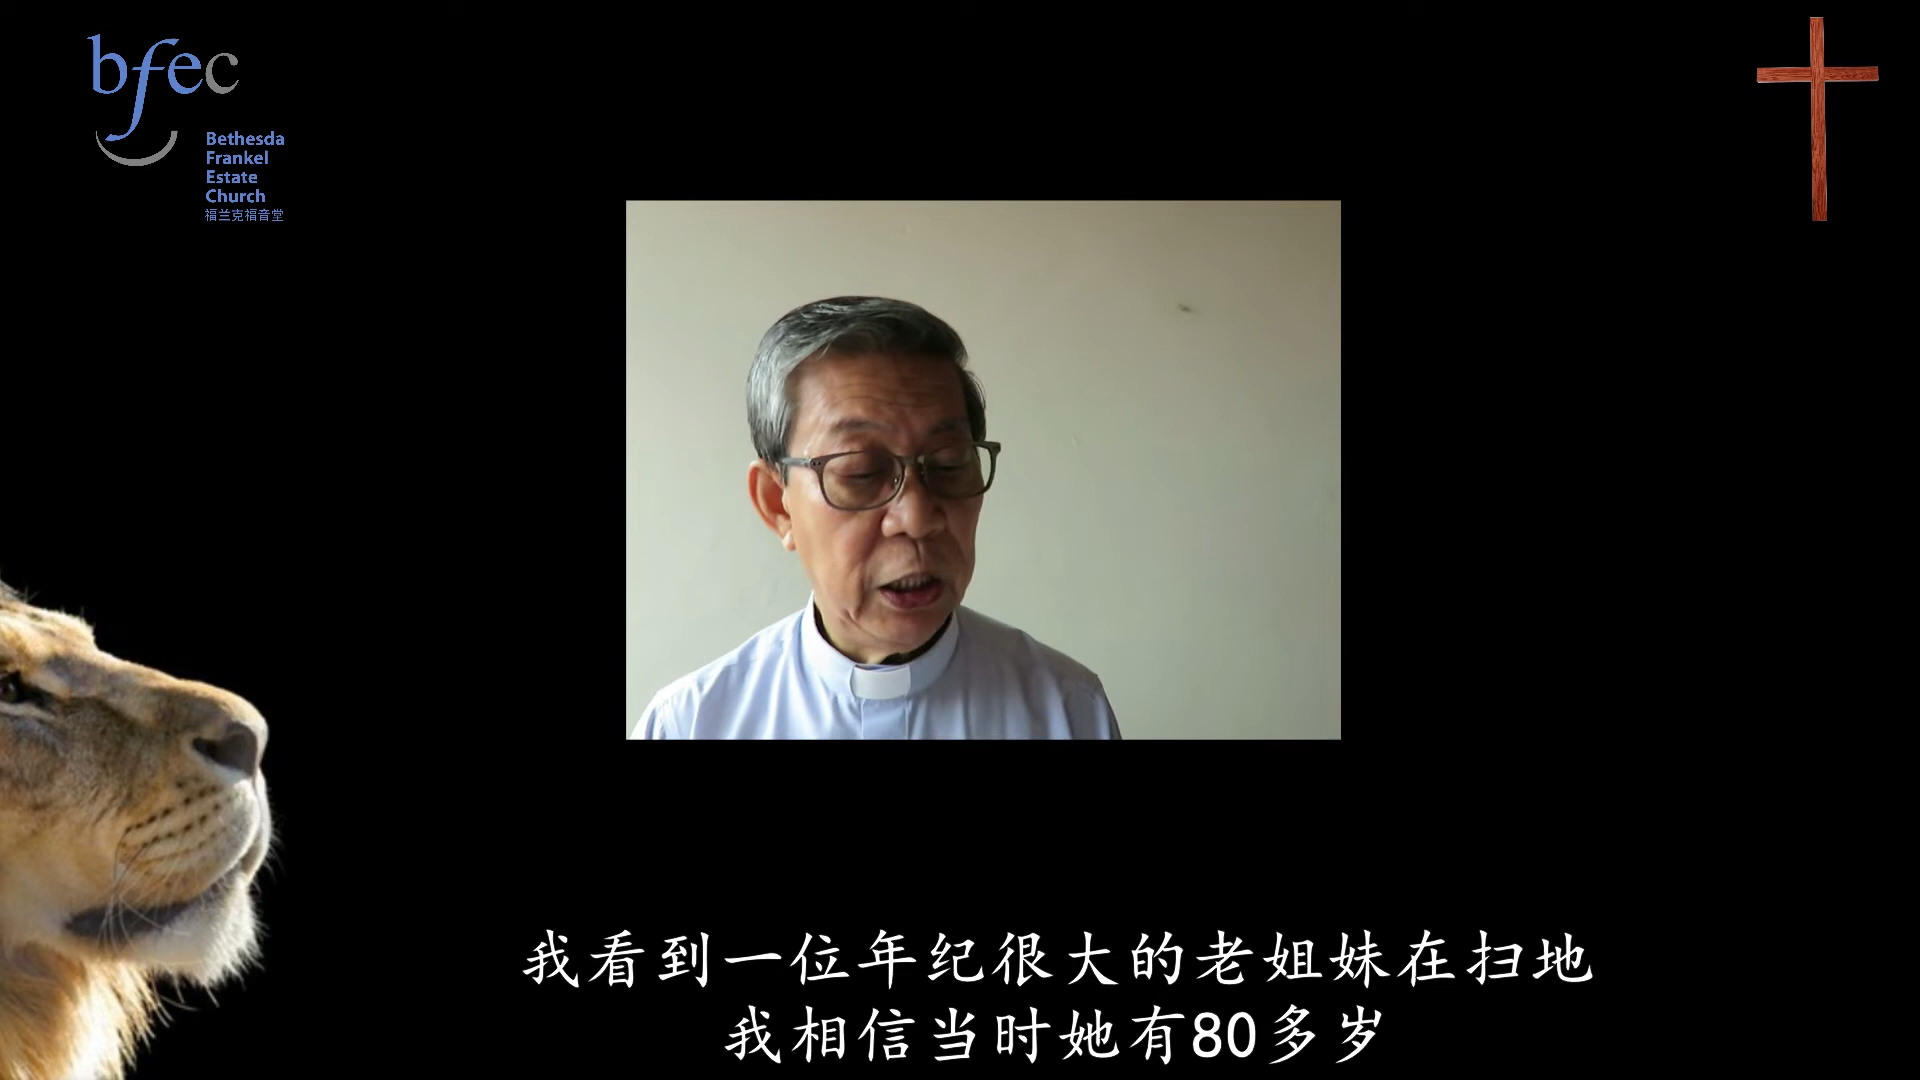 bfec
Bethesda
Frankel
Estate
Church
福兰克福音堂
我看到一位年纪很大的老姐妹在扫地
我相信当时她有80多岁